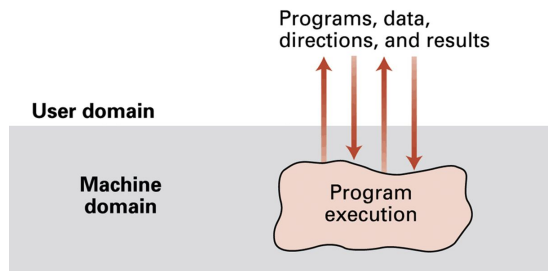 Programs, data,
directions, and results
User domain
Machine
domain
Program
execution